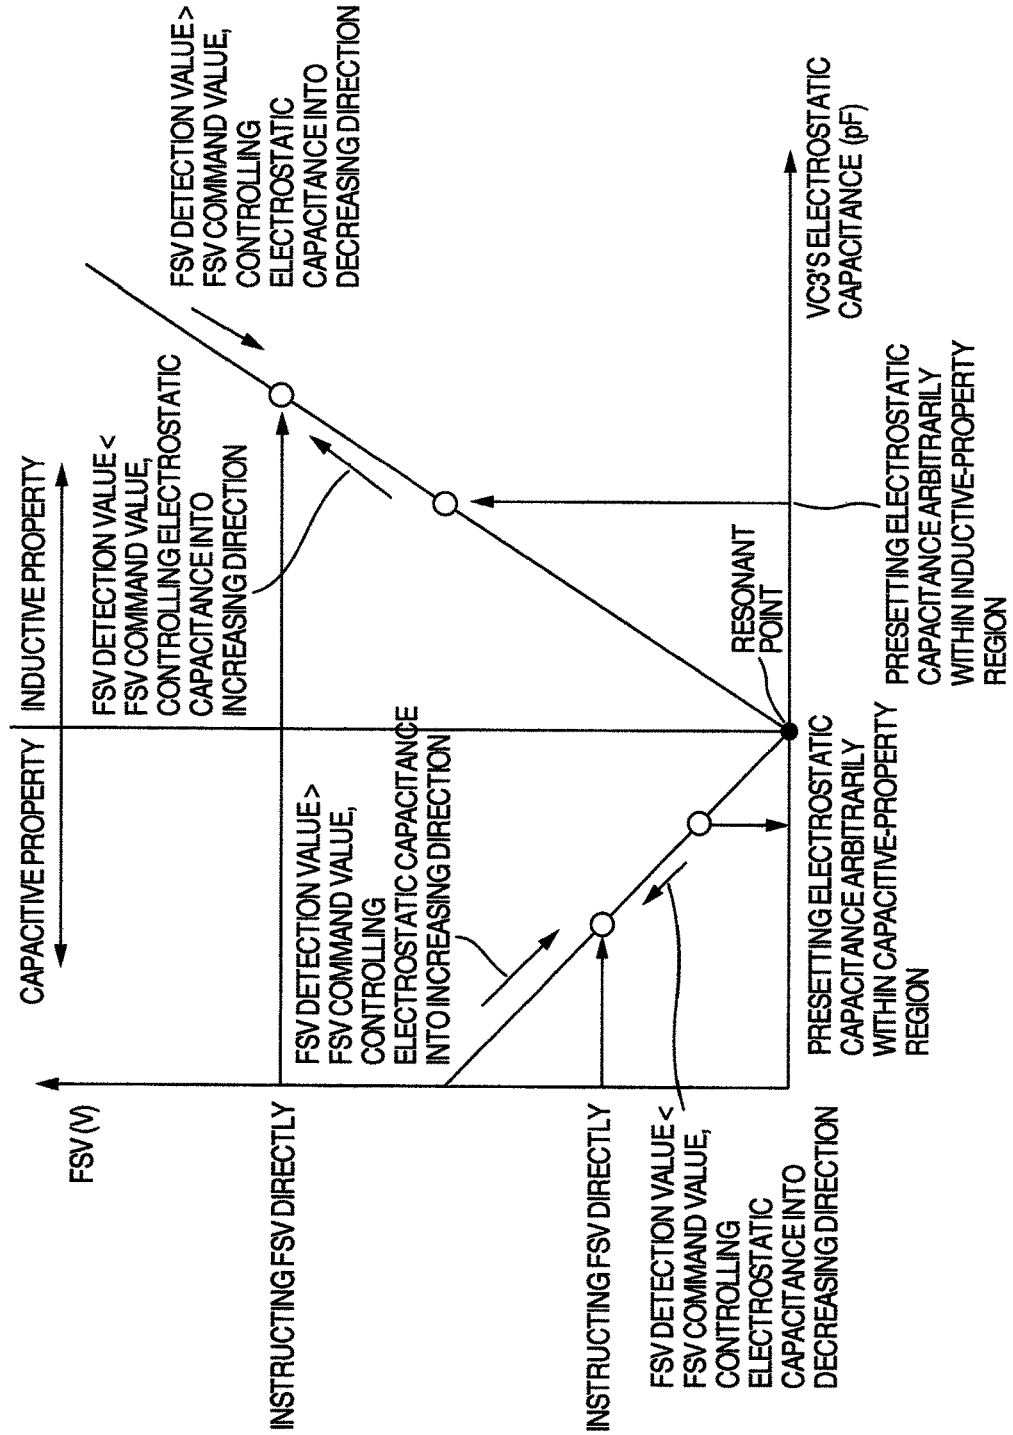 CAPACITIVE PROPERTY
INDUCTIVE PROPERTY
FSV (V)
FSV DETECTION VALUE <
FSV COMMAND VALUE,
CONTROLLING ELECTROSTATIC
CAPACITANCE INTO
INCREASING DIRECTION
FSV DETECTION VALUE >
FSV COMMAND VALUE,
CONTROLLING
ELECTROSTATIC
CAPACITANCE INTO
DECREASING DIRECTION
INSTRUCTING FSV DIRECTLY
FSV DETECTION VALUE >
FSV COMMAND VALUE,
CONTROLLING
ELECTROSTATIC CAPACITANCE
INTO INCREASING DIRECTION
INSTRUCTING FSV DIRECTLY
FSV DETECTION VALUE <
FSV COMMAND VALUE,
CONTROLLING
ELECTROSTATIC
CAPACITANCE INTO
DECREASING DIRECTION
RESONANT
POINT
PRESETTING ELECTROSTATIC
CAPACITANCE ARBITRARILY
WITHIN CAPACITIVE-PROPERTY
REGION
PRESETTING ELECTROSTATIC
CAPACITANCE ARBITRARILY
WITHIN INDUCTIVE-PROPERTY
REGION
VC3'S ELECTROSTATIC
CAPACITANCE (pF)